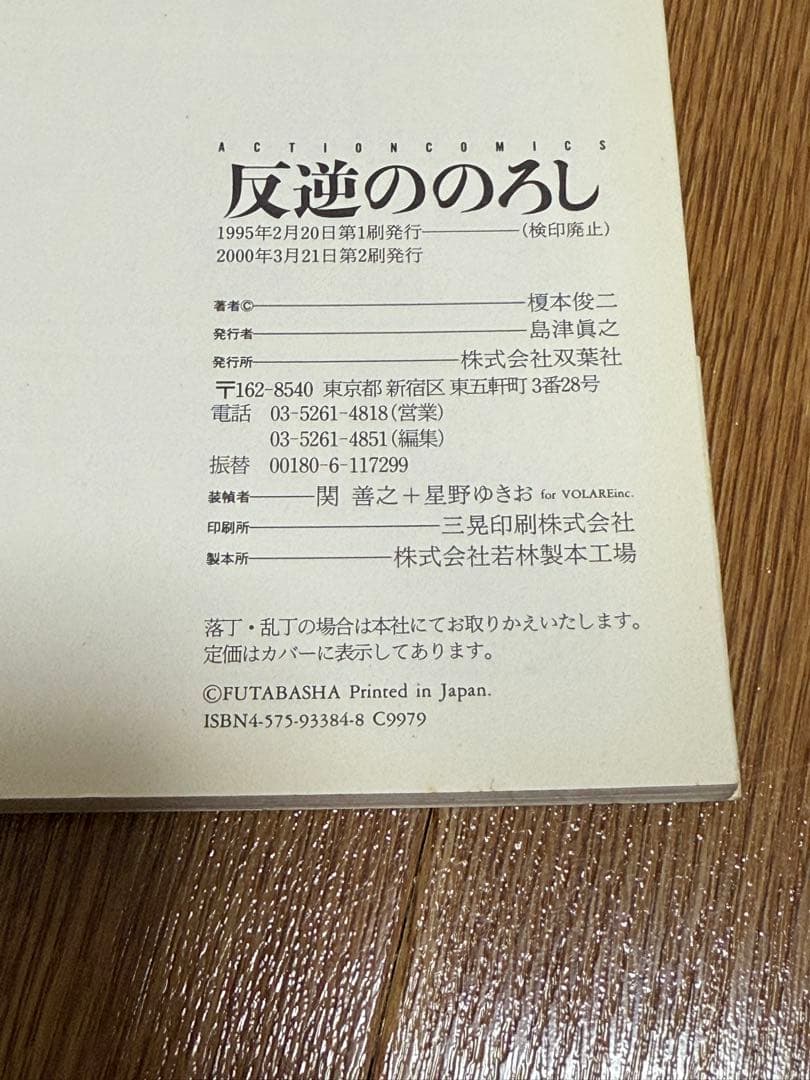 ACTION COMICS
反逆ののろし
1995年2月20日第1刷発行――――(検印廃止)
2000年3月21日第2刷発行
著者©――――――――――榎本俊二
発行者――――――――――島津眞之
発行所――――――――株式会社双葉社
〒162-8540 東京都新宿区東五軒町3番28号
電話 03-5261-4818(営業)
03-5261-4851(編集)
振替 00180-6-117299
装幀者―――関 善之＋星野ゆきお for VOLAREinc.
印刷所――――――――三晃印刷株式会社
製本所――――――株式会社若林製本工場
落丁・乱丁の場合は本社にてお取りかえいたします。
定価はカバーに表示してあります。
©FUTABASHA Printed in Japan.
ISBN4-575-93384-8 C9979